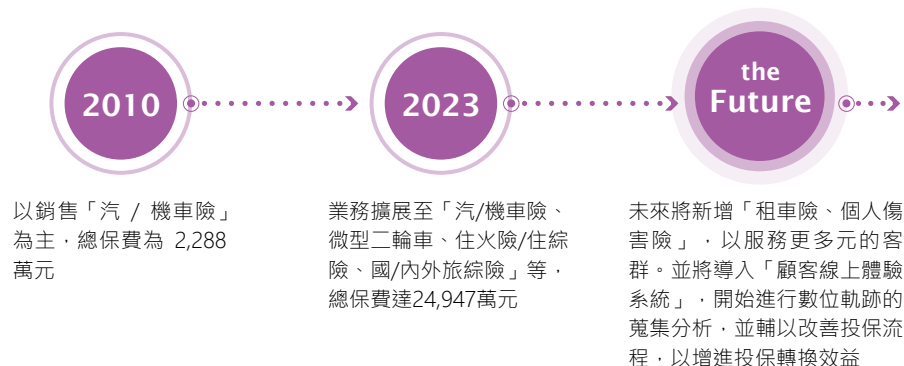 2010
以銷售「汽 / 機車險」
為主，總保費為 2,288
萬元
2023
業務擴展至「汽/機車險、
微型二輪車、住火險/住綜
險、國/內外旅綜險」等，
總保費達24,947萬元
the
Future
未來將新增「租車險、個人傷
害險」，以服務更多元的客
群。並將導入「顧客線上體驗
系統」，開始進行數位軌跡的
蒐集分析，並輔以改善投保流
程，以增進投保轉換效益